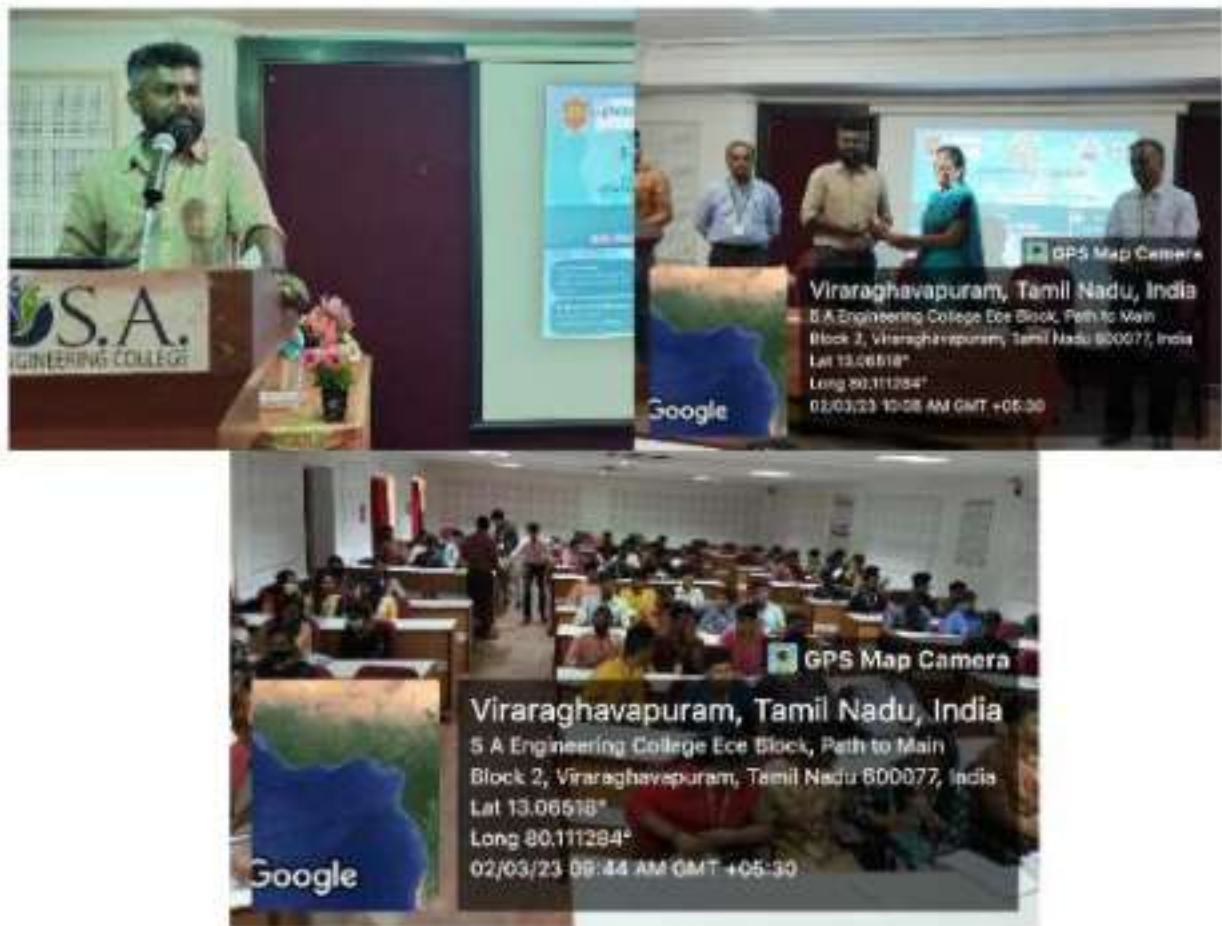 S.A.
ENGINEERING COLLEGE
GPS Map Camera
Viraraghavapuram, Tamil Nadu, India
S A Engineering College Ece Block, Path to Main
Block 2, Viraraghavapuram, Tamil Nadu 600077, India
Lat 13.06518°
Long 80.111284°
02/03/23 10:08 AM GMT +05:30
Google
GPS Map Camera
Viraraghavapuram, Tamil Nadu, India
S A Engineering College Ece Block, Path to Main
Block 2, Viraraghavapuram, Tamil Nadu 600077, India
Lat 13.06518°
Long 80.111284°
02/03/23 09:44 AM GMT +05:30
Google